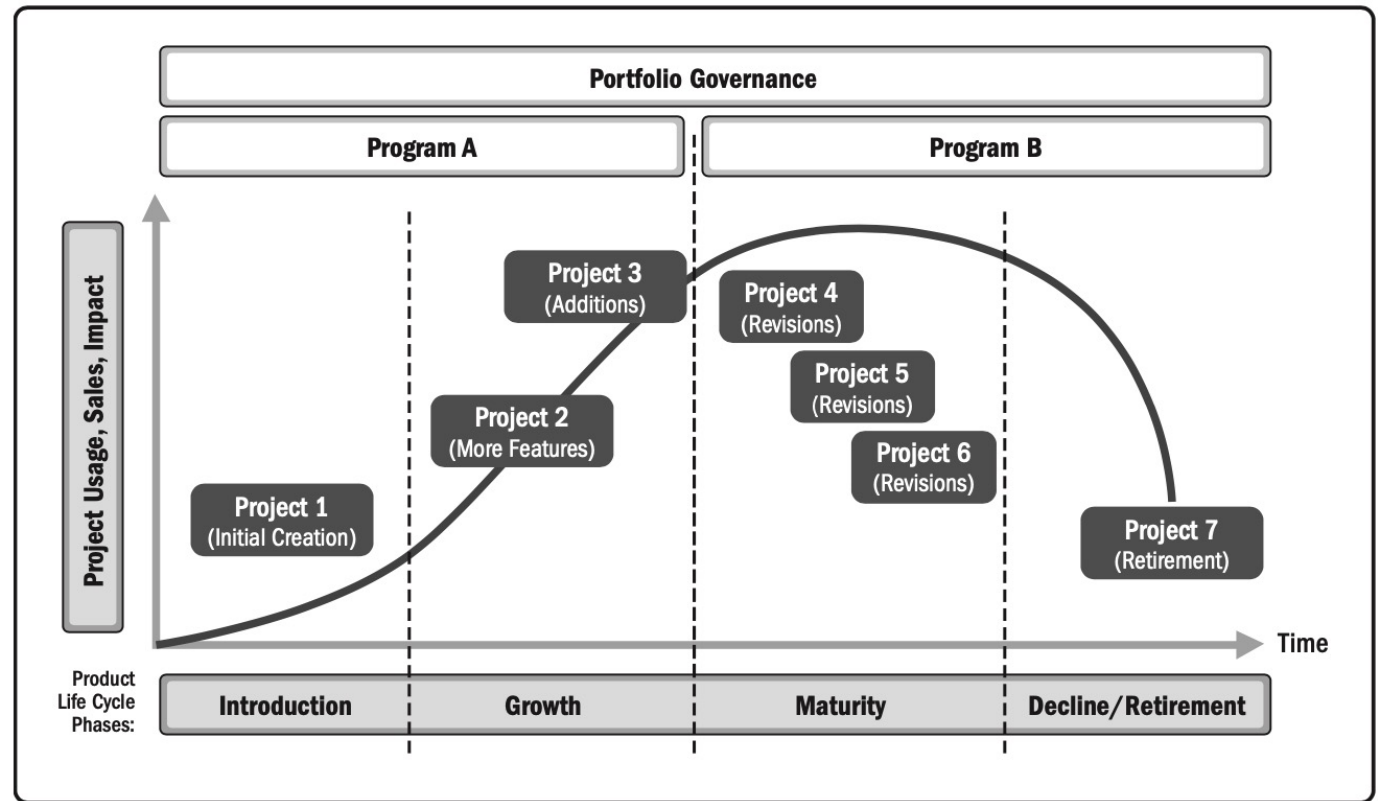 Portfolio Governance
Program A
Program B
Project Usage, Sales, Impact
Project 3
(Additions)
Project 4
(Revisions)
Project 5
(Revisions)
Project 2
(More Features)
Project 6
(Revisions)
Project 1
(Initial Creation)
Project 7
(Retirement)
Time
Product
Life Cycle
Phases:
Introduction
Growth
Maturity
Decline/Retirement